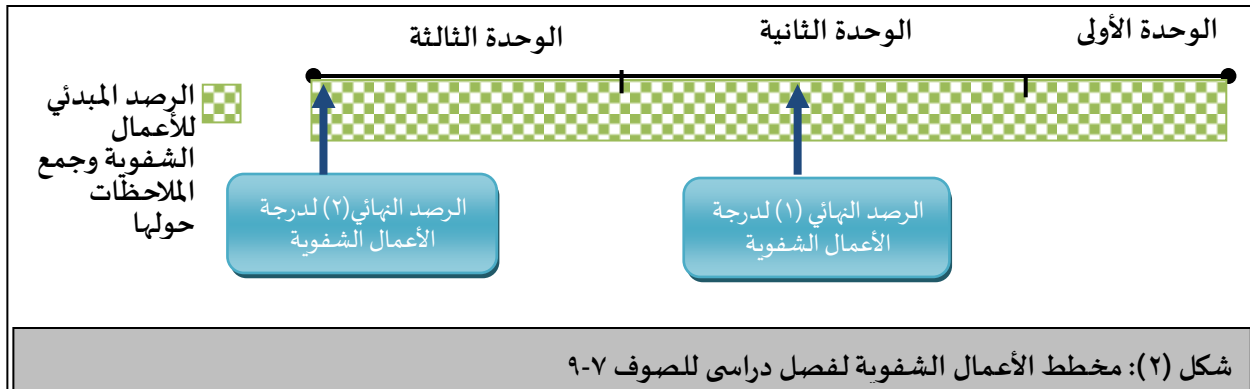 الوحدة الأولى
الوحدة الثانية
الوحدة الثالثة
الرصد المبدئي
للأعمال
الشفوية وجمع
الملاحظات
حولها
الرصد النهائي (١) لدرجة
الأعمال الشفوية
الرصد النهائي(٢) لدرجة
الأعمال الشفوية
شكل (٢): مخطط الأعمال الشفوية لفصل دراسي للصوف ٧-٩